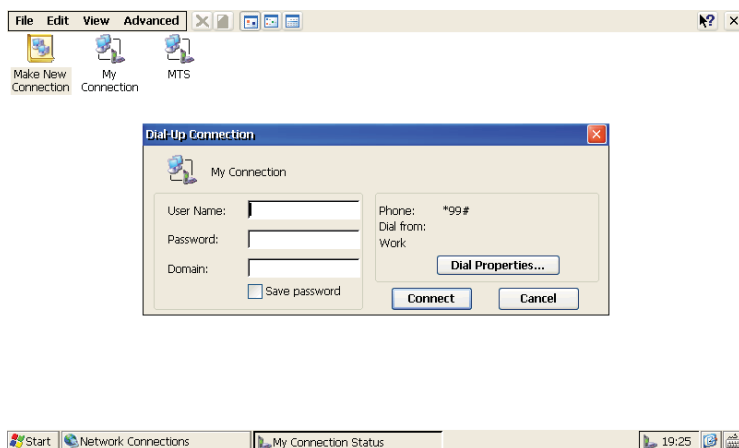 File Edit View Advanced
Make New Connection
My Connection
MTS
Dial-Up Connection
My Connection
User Name:
Password:
Domain:
Save password
Phone: *99#
Dial from:
Work
Dial Properties...
Connect Cancel
Start Network Connections My Connection Status 19:25